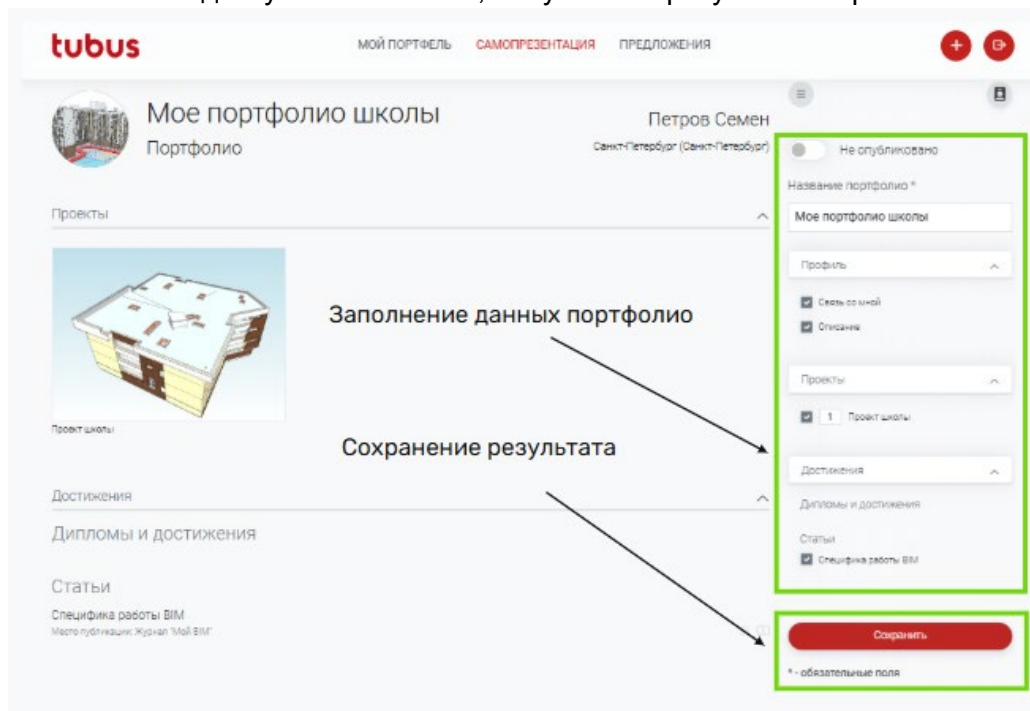 tubus
МОЙ ПОРТФЕЛЬ САМОПРЕЗЕНТАЦИЯ ПРЕДЛОЖЕНИЯ
Мое портфолио школы
Портфолио
Петров Семен
Санкт-Петербург (Санкт-Петербург)
Проекты
Проект школы
Достижения
Дипломы и достижения
Статьи
Специфика работы BIM
Место публикации: Журнал "Мой BIM"
Заполнение данных портфолио
Сохранение результата
Не опубликовано
Название портфолио *
Мое портфолио школы
Профиль
Связь со мной
Описание
Проекты
1 Проект школы
Достижения
Дипломы и достижения
Статьи
Специфика работы BIM
Сохранить
* - обязательные поля